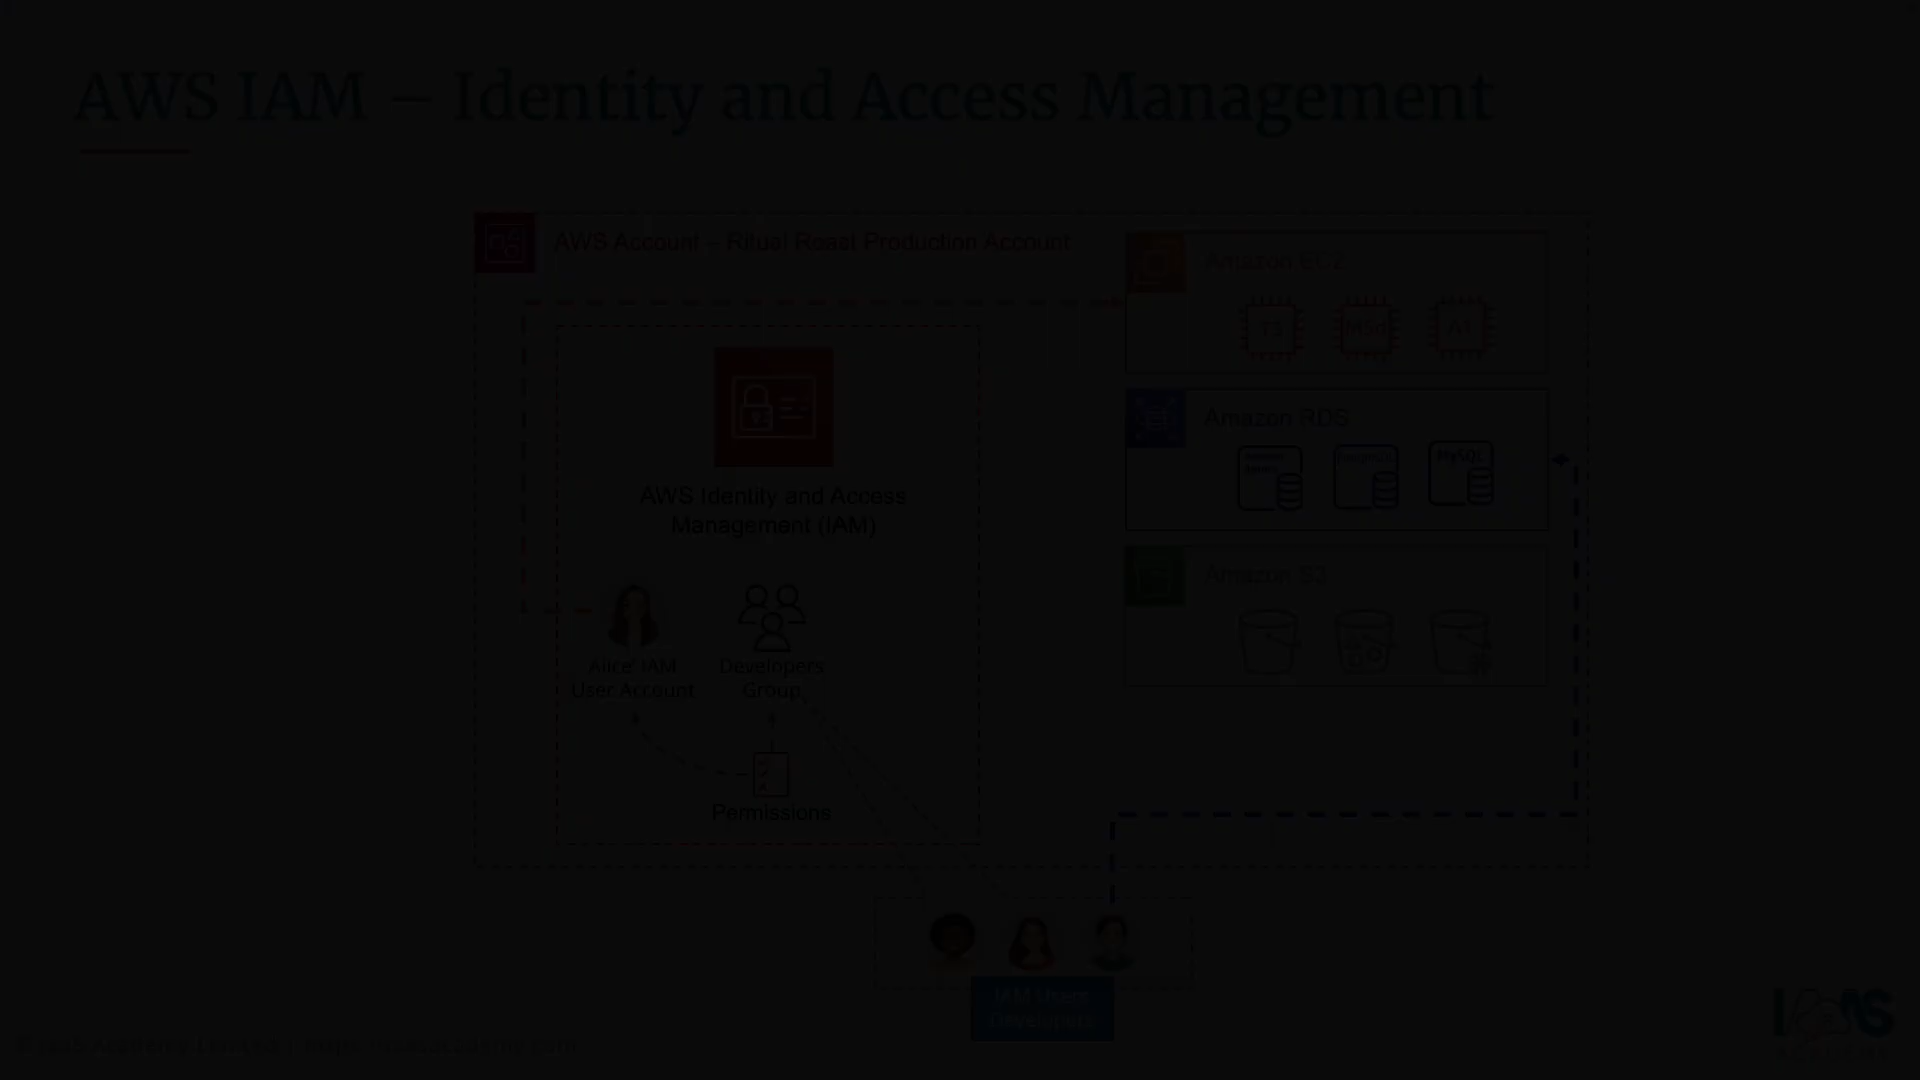 AWS IAM – Identity and Access Management
AWS Account – Ritual Roast Production Account
Amazon EC2
T3
M5d
A1
AWS Identity and Access
Management (IAM)
Amazon RDS
MySQL
Amazon S3
Alice IAM
User Account
Developers
Group
Permissions
IAM Users
Developers